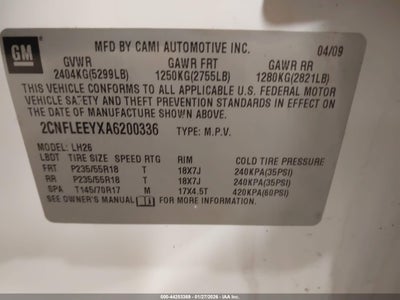 GM
MFD. BY CAMI AUTOMOTIVE INC. 04/09
GVWR GAWR FRT GAWR RR
2404KG(5299LB) 1250KG(2755LB) 1280KG(2821LB)
THIS VEHICLE CONFORMS TO ALL APPLICABLE U.S. FEDERAL MOTOR
VEHICLE SAFETY AND THEFT PREVENTION STANDARDS IN EFFECT ON THE
DATE OF MANUFACTURE SHOWN ABOVE.
2CNFLEEYXA6200336 TYPE: M.P.V.
MODEL: LH26
LBDT TIRE SIZE SPEED RTG RIM COLD TIRE PRESSURE
FRT P235/55R18 T 18X7J 240KPA(35PSI)
RR P235/55R18 T 18X7J 240KPA(35PSI)
SPA T145/70R17 M 17X4.5T 420KPA(60PSI)
SEE OWNER'S MANUAL FOR MORE INFORMATION.
000-44253369 - 01/27/2026 - IAA Inc.